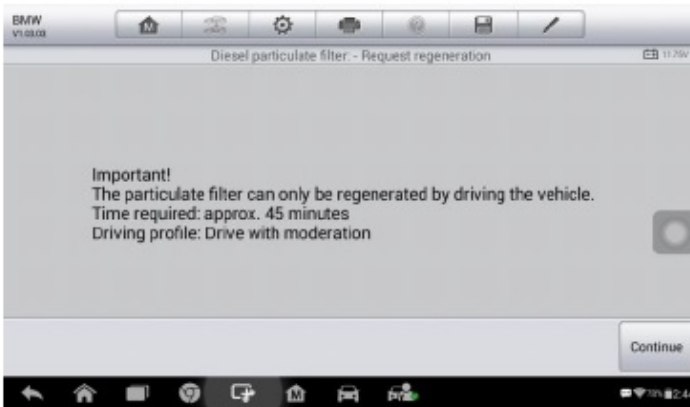 BMW
V1.03.03
Diesel particulate filter: - Request regeneration
11.75V
Important!
The particulate filter can only be regenerated by driving the vehicle.
Time required: approx. 45 minutes
Driving profile: Drive with moderation
Continue